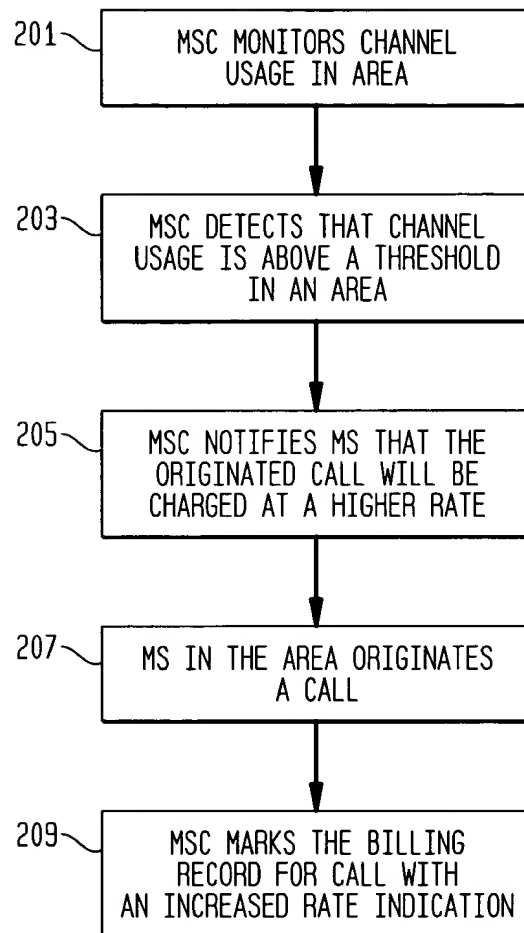 201
MSC MONITORS CHANNEL
USAGE IN AREA
203
MSC DETECTS THAT CHANNEL
USAGE IS ABOVE A THRESHOLD
IN AN AREA
205
MSC NOTIFIES MS THAT THE
ORIGINATED CALL WILL BE
CHARGED AT A HIGHER RATE
207
MS IN THE AREA ORIGINATES
A CALL
209
MSC MARKS THE BILLING
RECORD FOR CALL WITH
AN INCREASED RATE INDICATION